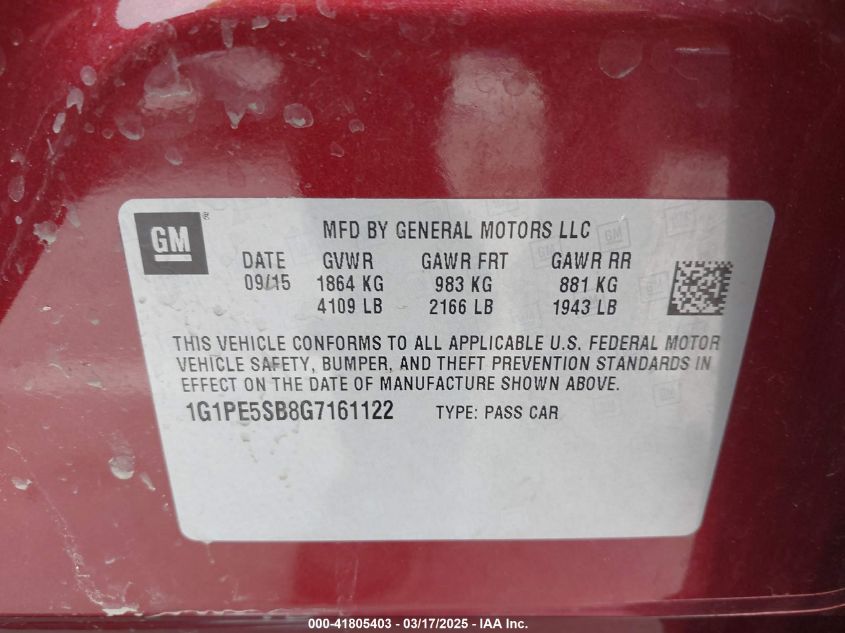 GM ®
MFD BY GENERAL MOTORS LLC
DATE GVWR GAWR FRT GAWR RR
09/15 1864 KG 983 KG 881 KG
4109 LB 2166 LB 1943 LB
THIS VEHICLE CONFORMS TO ALL APPLICABLE U.S. FEDERAL MOTOR
VEHICLE SAFETY, BUMPER, AND THEFT PREVENTION STANDARDS IN
EFFECT ON THE DATE OF MANUFACTURE SHOWN ABOVE.
1G1PE5SB8G7161122 TYPE: PASS CAR
000-41805403 - 03/17/2025 - IAA Inc.